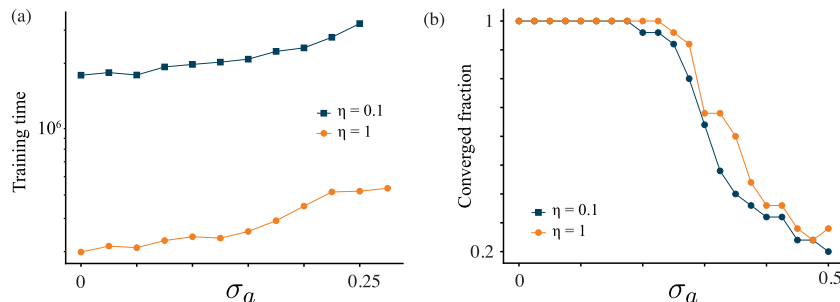 (a)
Training time
10⁶
η = 0.1
η = 1
0
0.25
σₐ
(b)
Converged fraction
1
0.2
η = 0.1
η = 1
0
0.5
σₐ